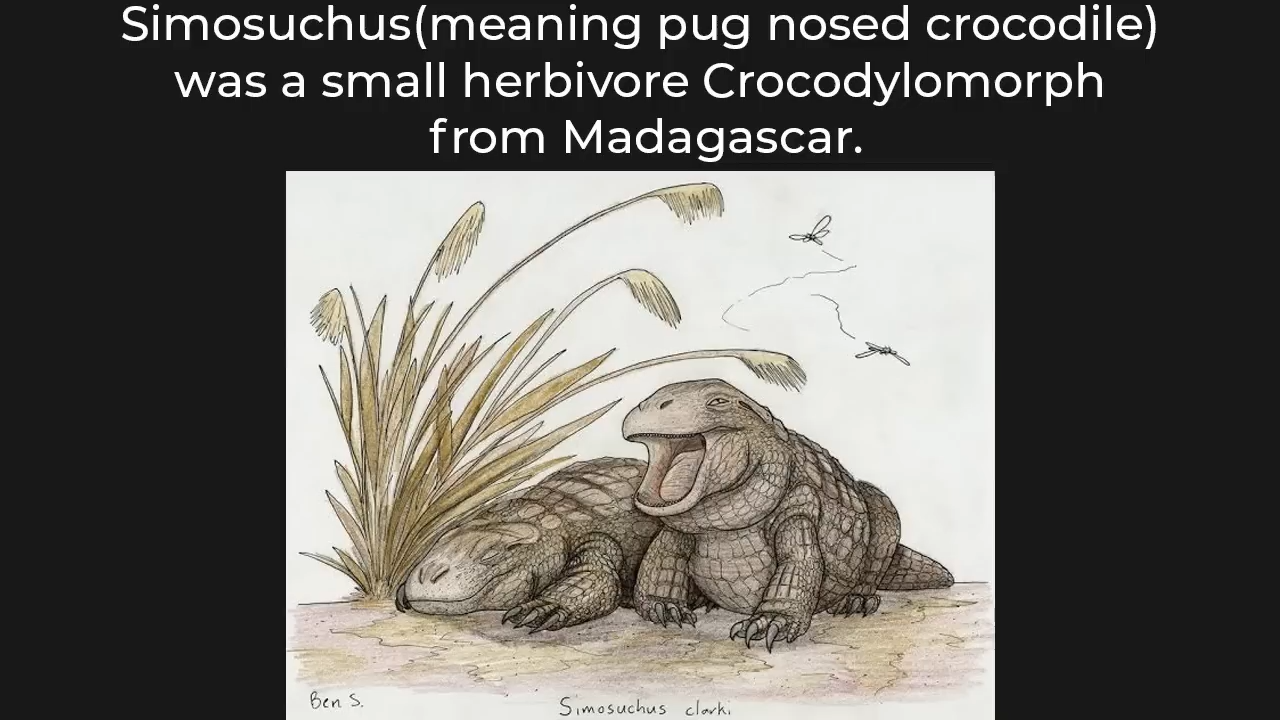 Simosuchus(meaning pug nosed crocodile)
was a small herbivore Crocodylomorph
from Madagascar.
Ben S.
Simosuchus clarki